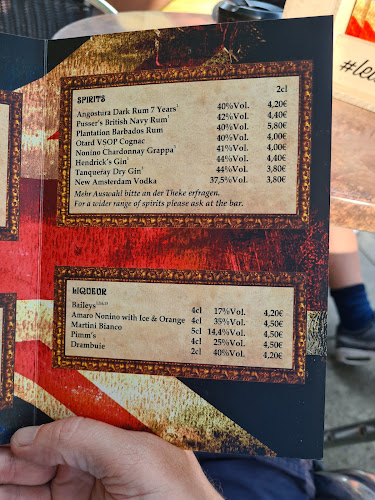 SPIRITS 2cl
Angostura Dark Rum 7 Years¹ 40%Vol. 4,20€
Pusser's British Navy Rum¹ 42%Vol. 4,40€
Plantation Barbados Rum 40%Vol. 5,80€
Otard VSOP Cognac 40%Vol. 4,00€
Nonino Chardonnay Grappa¹ 41%Vol. 4,00€
Hendrick's Gin 44%Vol. 4,40€
Tanqueray Dry Gin 44%Vol. 3,80€
New Amsterdam Vodka 37,5%Vol. 3,80€
Mehr Auswahl bitte an der Theke erfragen.
For a wider range of spirits please ask at the bar.
LIQUEUR
Baileys 4cl 17%Vol. 4,20€
Amaro Nonino with Ice & Orange 4cl 35%Vol. 4,50€
Martini Bianco 5cl 14,4%Vol. 4,50€
Pimm's 4cl 25%Vol. 4,50€
Drambuie 2cl 40%Vol. 4,20€